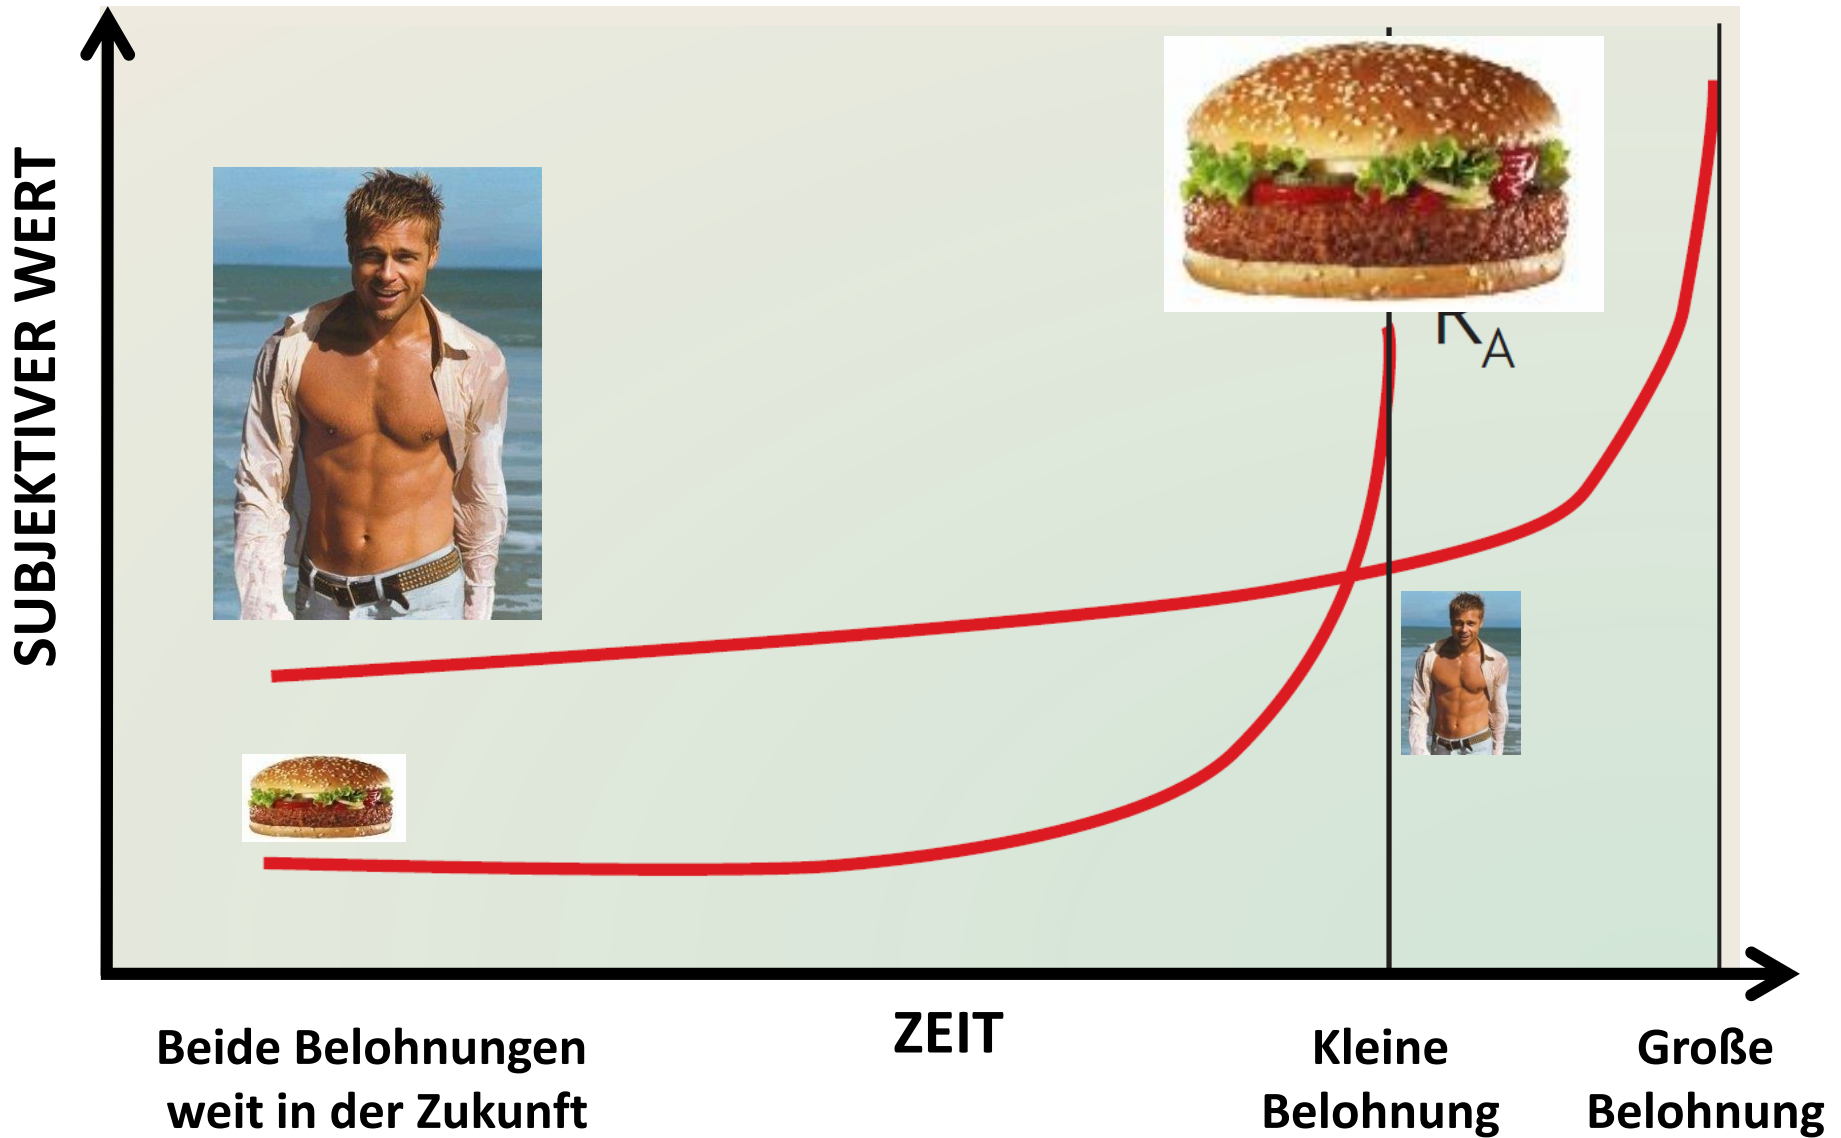 SUBJEKTIVER WERT
R
A
ZEIT
Beide Belohnungen
weit in der Zukunft
Kleine
Belohnung
Große
Belohnung